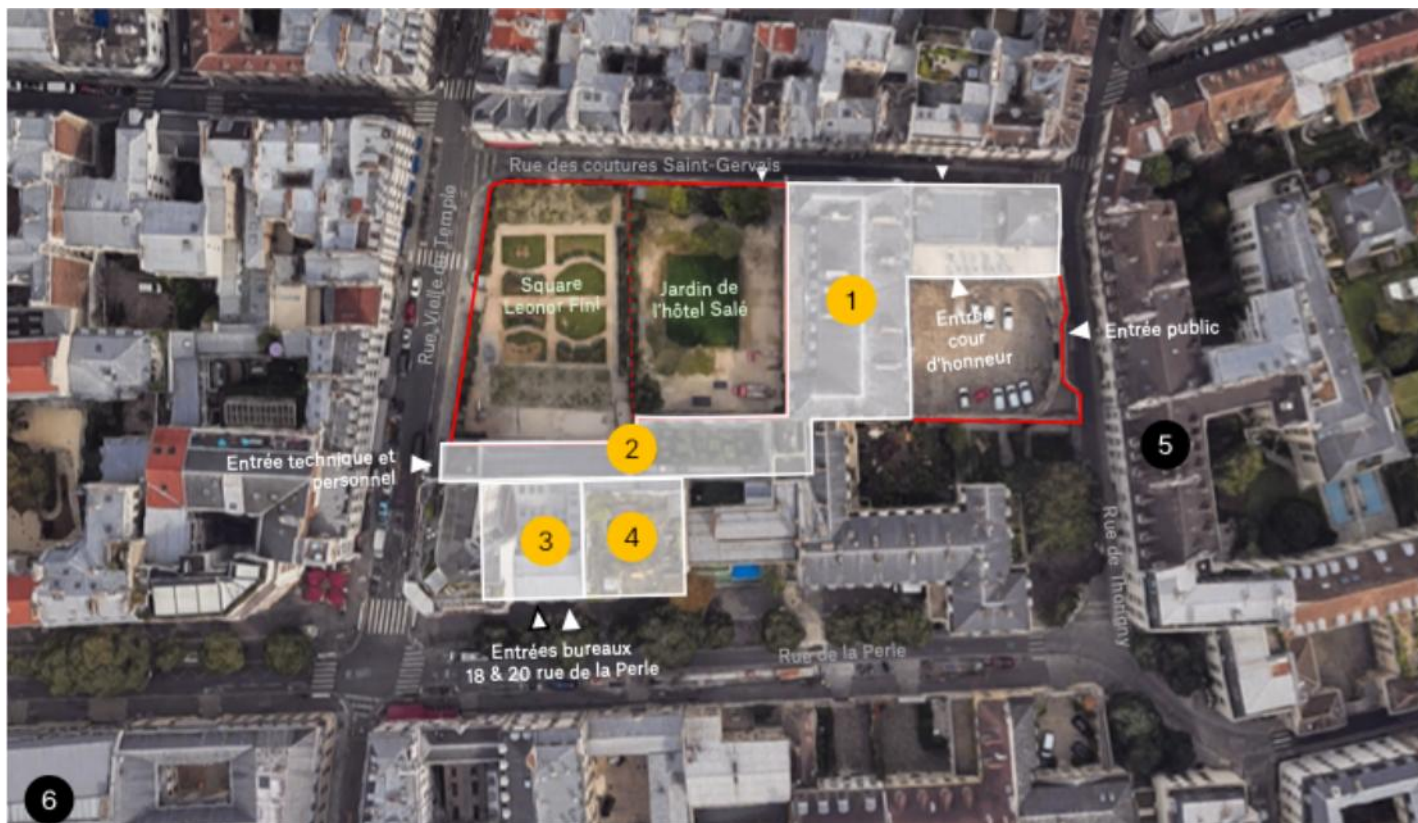 Rue des coutures Saint-Gervais
Rue Vielle du Temple
Square
Leonor Fini
Jardin de
l'hôtel Salé
1
Entrée
cour
d'honneur
Entrée public
2
Entrée technique et
personnel
3
4
5
Entrées bureaux
18 & 20 rue de la Perle
Rue de la Perle
Rue de Thorigny
6